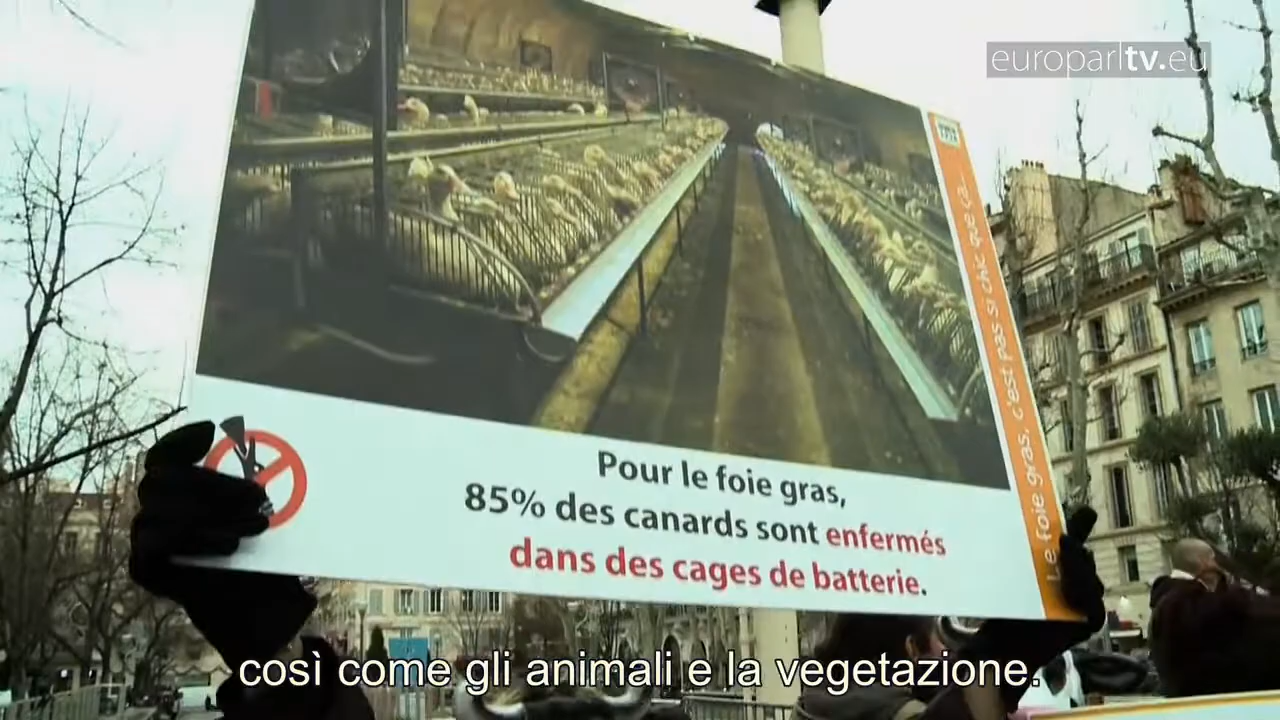 europarltv.eu
Le foie gras, c'est pas si chic que ça...
Pour le foie gras,
85% des canards sont enfermés
dans des cages de batterie.
così come gli animali e la vegetazione.